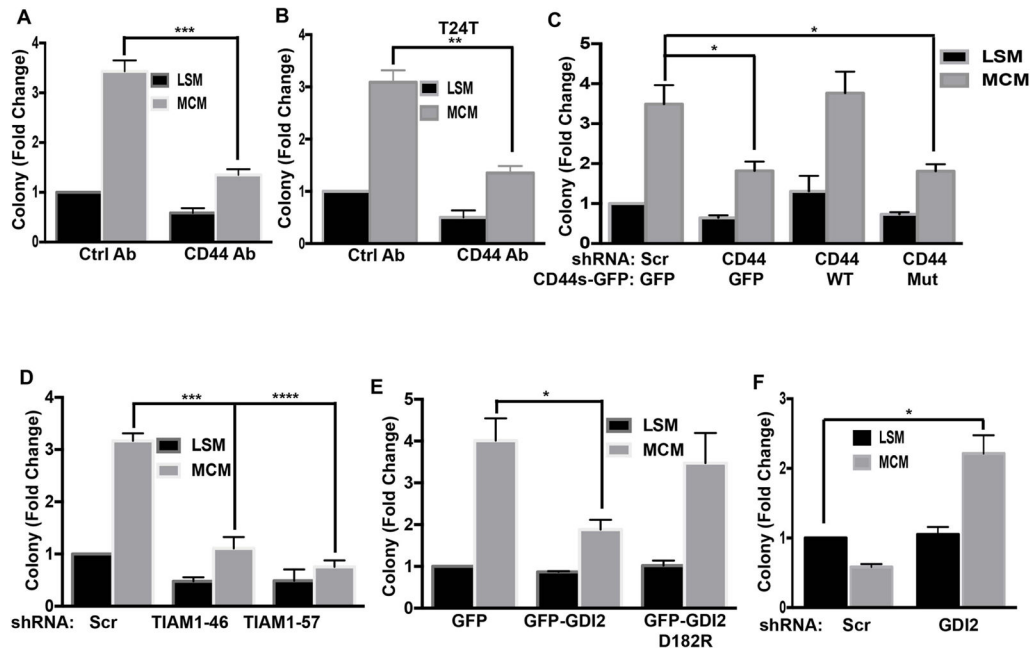 A
Colony (Fold Change)
4
3
2
1
0
***
LSM
MCM
Ctrl Ab
CD44 Ab
B
T24T
Colony (Fold Change)
4
3
2
1
0
**
LSM
MCM
Ctrl Ab
CD44 Ab
C
Colony (Fold Change)
5
4
3
2
1
0
*
*
LSM
MCM
shRNA: Scr CD44 CD44 CD44
CD44s-GFP: GFP GFP WT Mut
D
Colony (Fold Change)
4
3
2
1
0
***
****
LSM
MCM
shRNA: Scr TIAM1-46 TIAM1-57
E
Colony (Fold Change)
5
4
3
2
1
0
*
LSM
MCM
GFP GFP-GDI2 GFP-GDI2
D182R
F
Colony (Fold Change)
3
2
1
0
*
LSM
MCM
shRNA: Scr GDI2